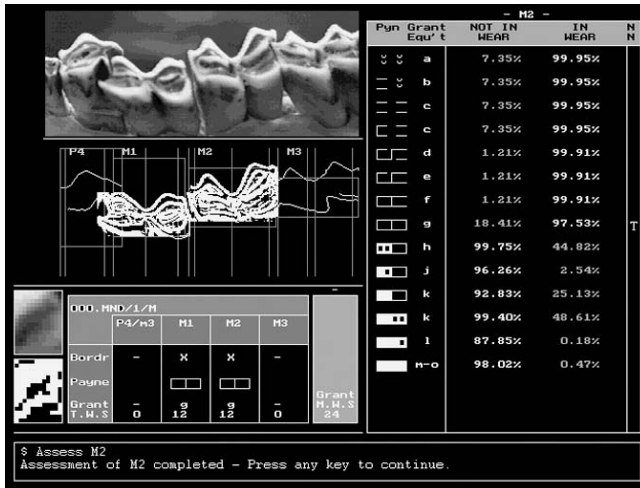 - M2 -
Pyn Grant Equ't NOT IN WEAR IN WEAR N N
a 7.35% 99.95%
b 7.35% 99.95%
c 7.35% 99.95%
c 7.35% 99.95%
d 1.21% 99.91%
e 1.21% 99.91%
f 1.21% 99.91%
g 18.41% 97.53% T
h 99.75% 44.82%
j 96.26% 2.54%
k 92.83% 25.13%
k 99.40% 48.61%
l 87.85% 0.18%
m-o 98.02% 0.47%
P4 M1 M2 M3
000.MND/1/M
P4/m3 M1 M2 M3
Bordr - X X -
Payne
Grant - g g -
T.W.S 0 12 12 0
Grant
M.W.S
24
$ Assess M2
Assessment of M2 completed - Press any key to continue.